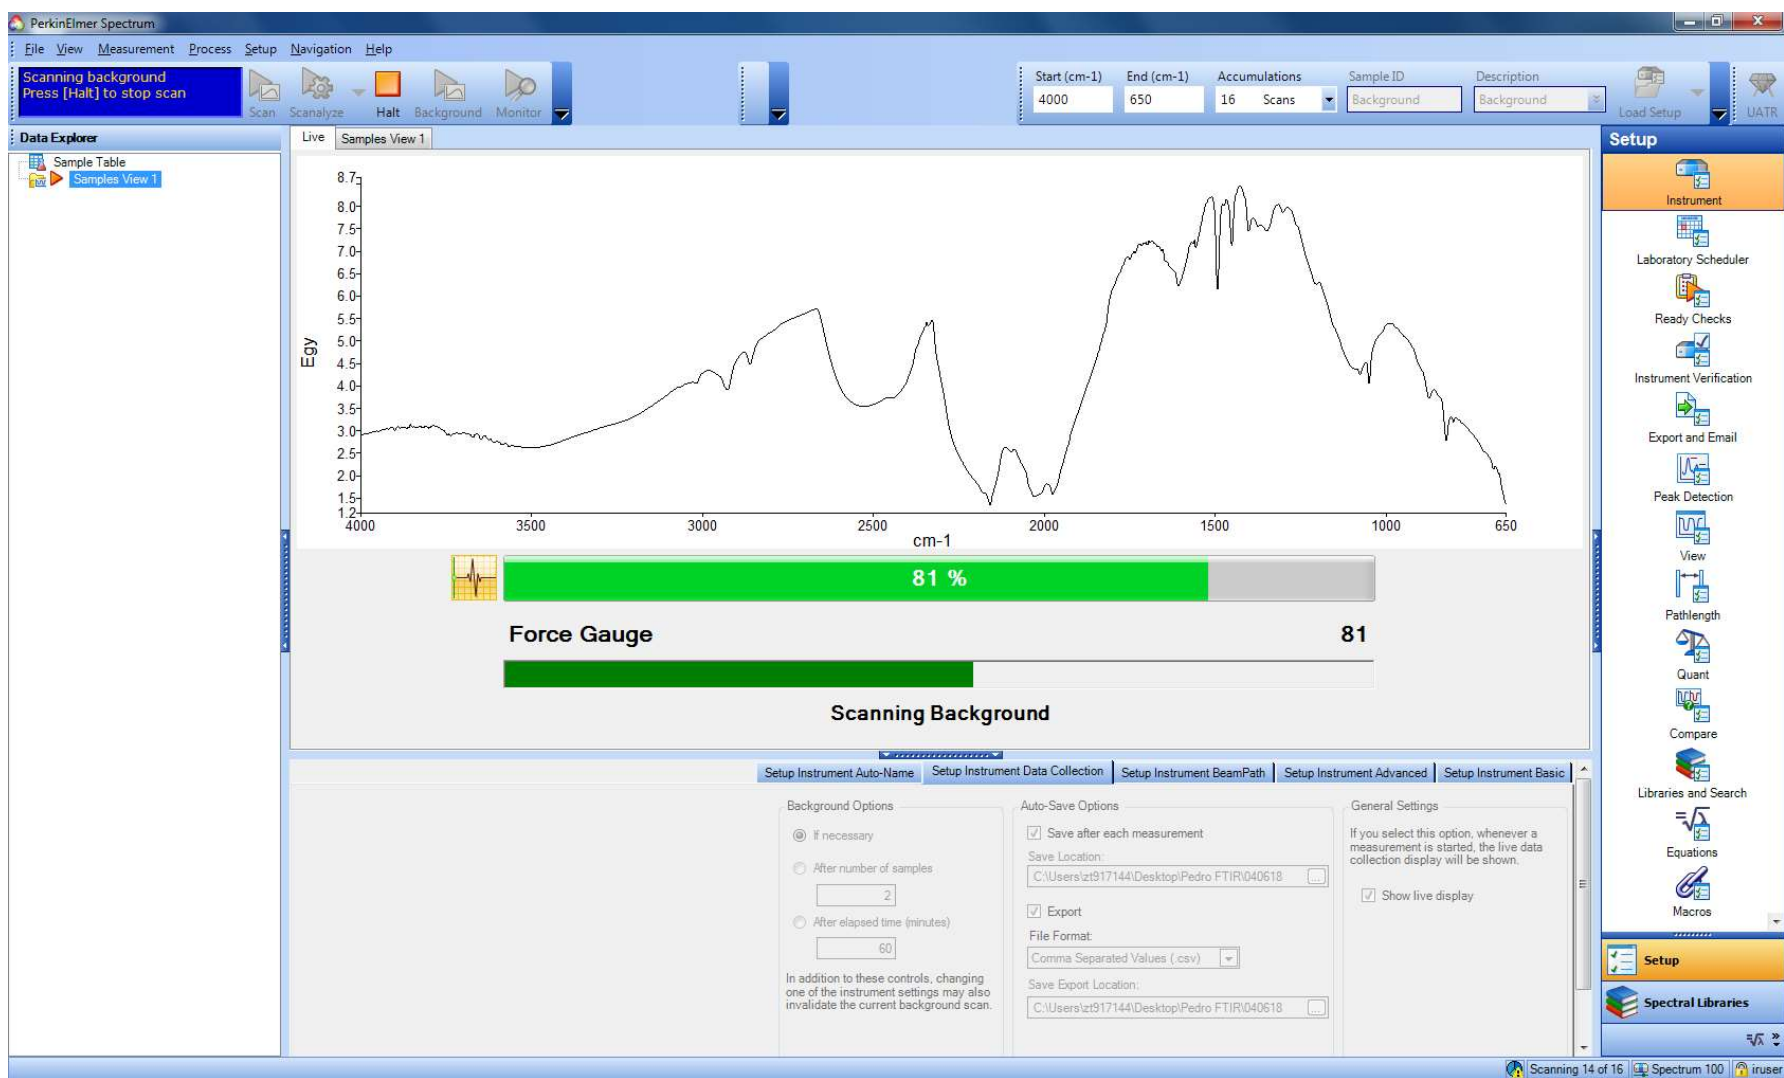 PerkinElmer Spectrum
File View Measurement Process Setup Navigation Help
Scanning background
Press [Halt] to stop scan
Scan Scanalyze Halt Background Monitor
Start (cm-1) End (cm-1) Accumulations Sample ID Description
4000 650 16 Scans Background Background
Load Setup UATR
Data Explorer
Sample Table
Samples View 1
Live Samples View 1
8.7
8.0
7.5
7.0
6.5
6.0
5.5
5.0
4.5
4.0
3.5
3.0
2.5
2.0
1.5
1.2
Egy
4000 3500 3000 2500 2000 1500 1000 650
cm-1
81 %
Force Gauge 81
Scanning Background
Setup Instrument Auto-Name Setup Instrument Data Collection Setup Instrument BeamPath Setup Instrument Advanced Setup Instrument Basic
Background Options
If necessary
After number of samples
2
After elapsed time (minutes)
60
In addition to these controls, changing
one of the instrument settings may also
invalidate the current background scan.
Auto-Save Options
Save after each measurement
Save Location:
C:\Users\zt917144\Desktop\Pedro FTIR\040618 ...
Export
File Format:
Comma Separated Values (.csv)
Save Export Location:
C:\Users\zt917144\Desktop\Pedro FTIR\040618 ...
General Settings
If you select this option, whenever a
measurement is started, the live data
collection display will be shown.
Show live display
Setup
Instrument
Laboratory Scheduler
Ready Checks
Instrument Verification
Export and Email
Peak Detection
View
Pathlength
Quant
Compare
Libraries and Search
Equations
Macros
Setup
Spectral Libraries
Scanning 14 of 16 Spectrum 100 iruser